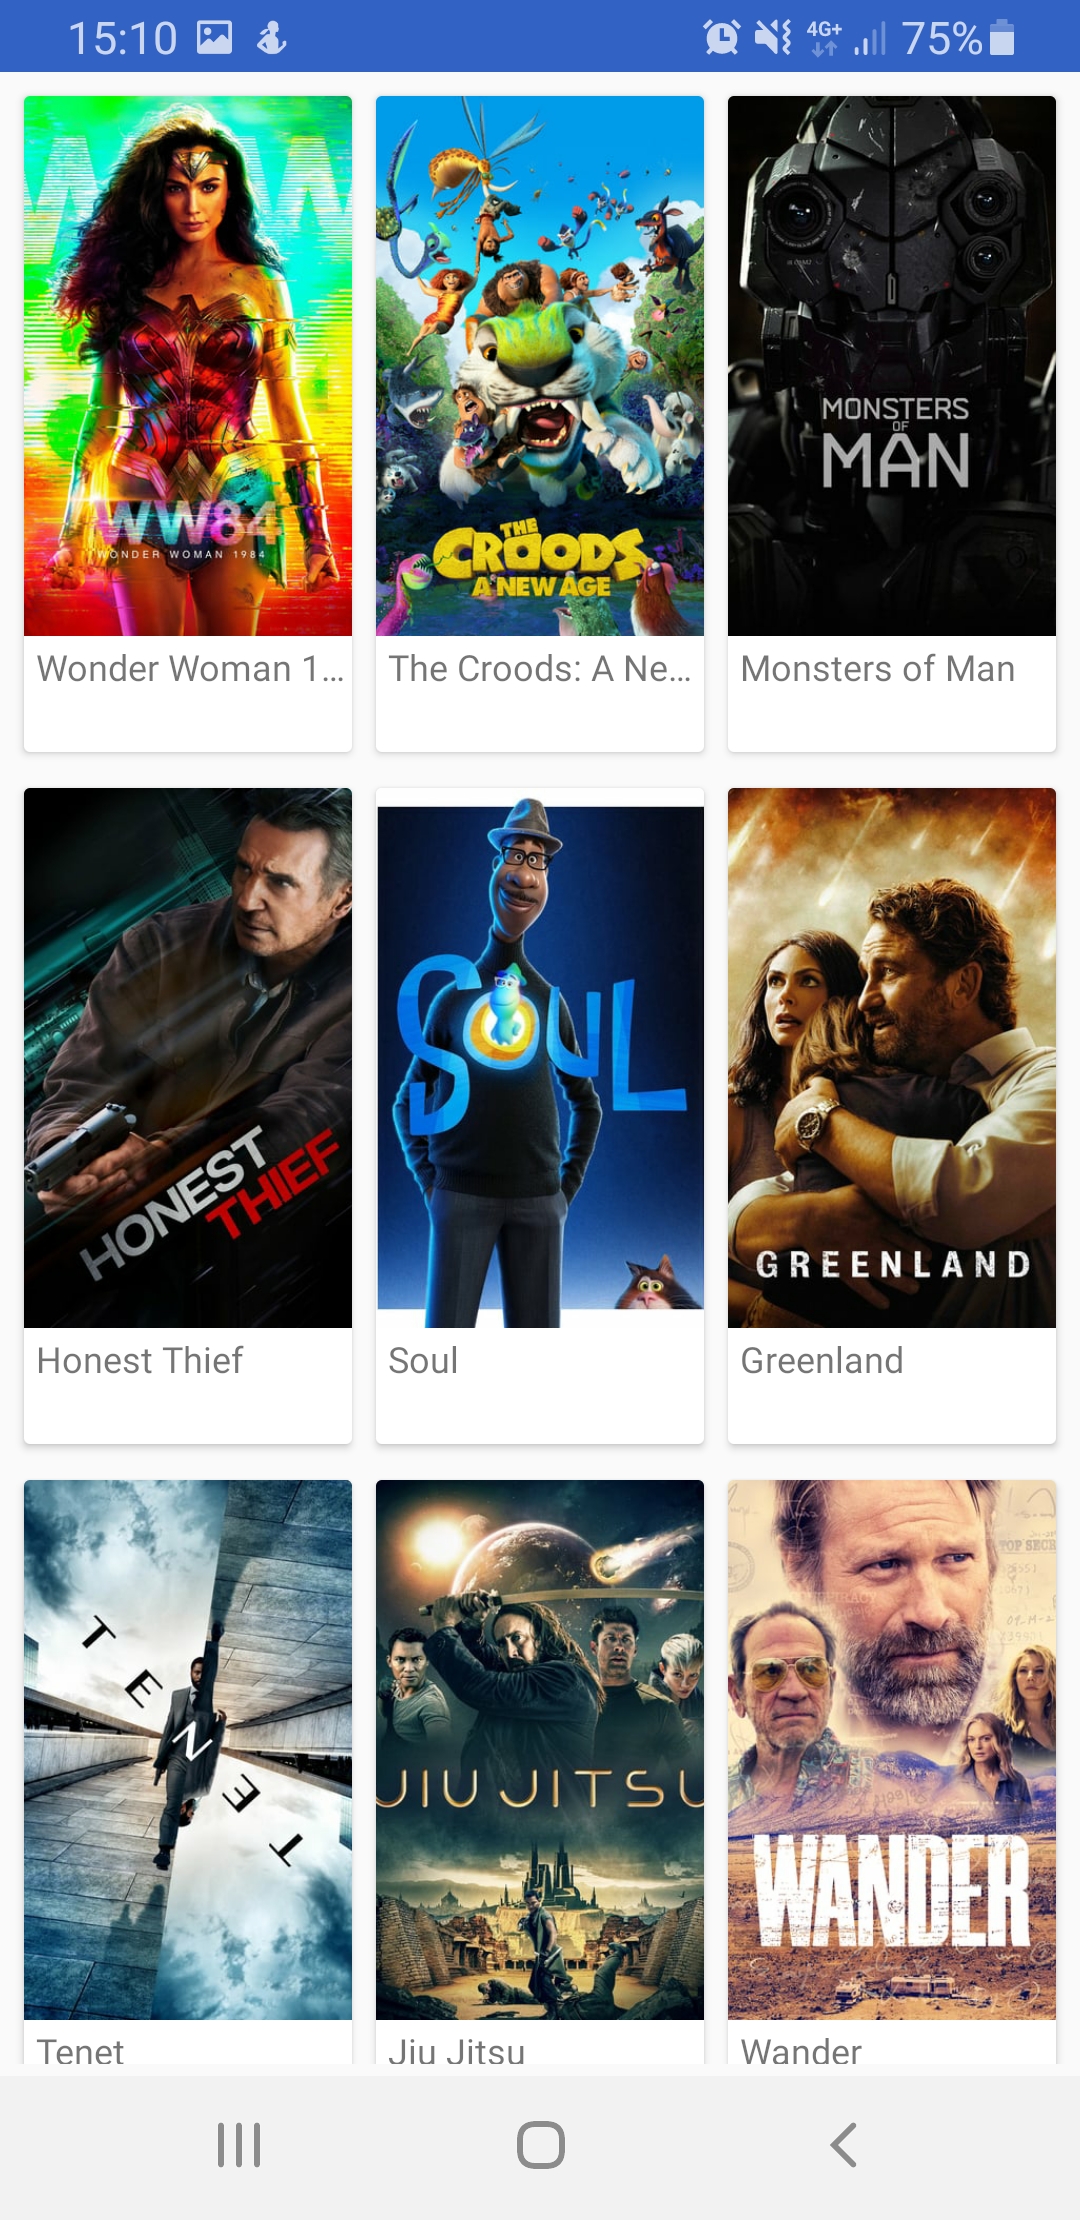 15:10 4G+ 75%
WW84
WONDER WOMAN 1984
THE
CROODS
A NEW AGE
MONSTERS
OF
MAN
Wonder Woman 1...
The Croods: A Ne...
Monsters of Man
HONEST
THIEF
SOUL
GREENLAND
Honest Thief
Soul
Greenland
TENET
JIU JITSU
TOP SECR
WANDER
Tenet
Jiu Jitsu
Wander